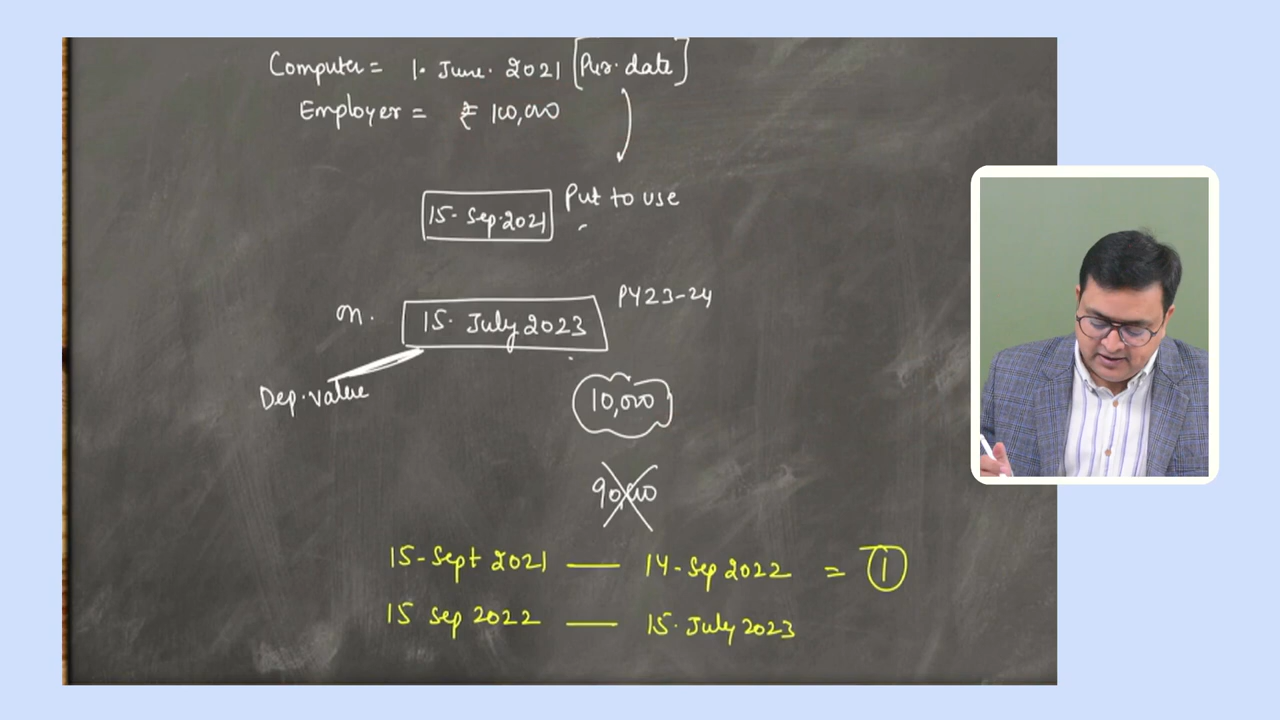 Computer = 1. June. 2021 [Pur. date]
Employer = ₹ 100,000
15- Sep. 2021 Put to use
on. 15. July 2023 PY23-24
Dep. value
10,000
90,000
15-Sept 2021 — 14-Sep 2022 = 1
15 Sep 2022 — 15. July 2023